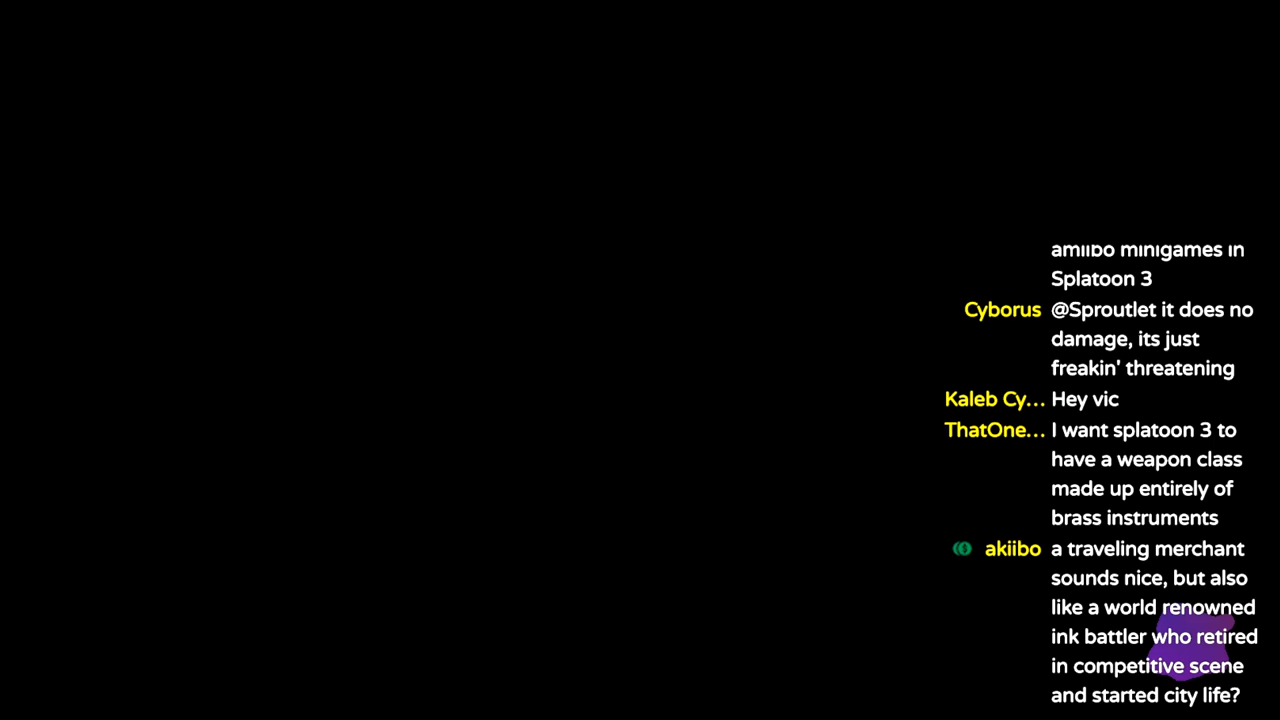 amiibo minigames in
Splatoon 3
Cyborus @Sproutlet it does no
damage, its just
freakin' threatening
Kaleb Cy... Hey vic
ThatOne... I want splatoon 3 to
have a weapon class
made up entirely of
brass instruments
akiibo a traveling merchant
sounds nice, but also
like a world renowned
ink battler who retired
in competitive scene
and started city life?